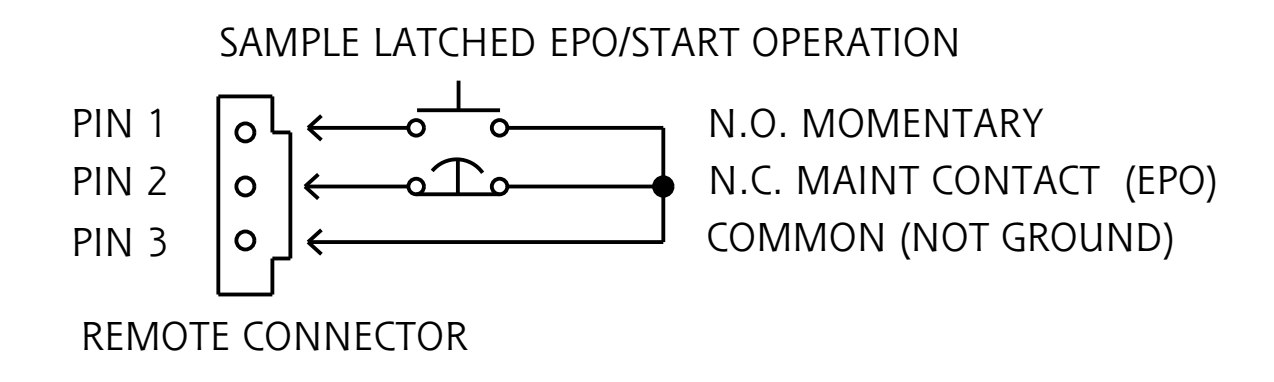 SAMPLE LATCHED EPO/START OPERATION
PIN 1 N.O. MOMENTARY
PIN 2 N.C. MAINT CONTACT (EPO)
PIN 3 COMMON (NOT GROUND)
REMOTE CONNECTOR